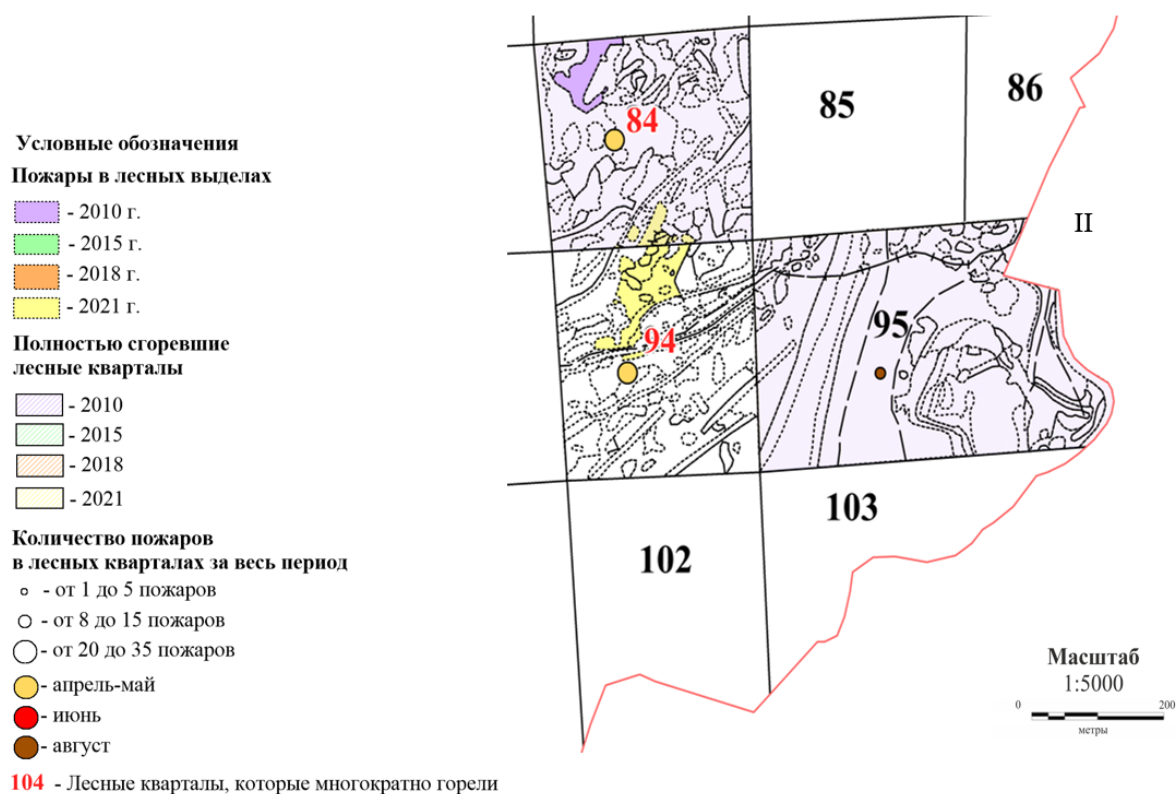 Условные обозначения
Пожары в лесных выделах
- 2010 г.
- 2015 г.
- 2018 г.
- 2021 г.
Полностью сгоревшие
лесные кварталы
- 2010
- 2015
- 2018
- 2021
Количество пожаров
в лесных кварталах за весь период
- от 1 до 5 пожаров
- от 8 до 15 пожаров
- от 20 до 35 пожаров
- апрель-май
- июнь
- август
104 - Лесные кварталы, которые многократно горели
84
85
86
II
94
95
102
103
Масштаб
1:5000
0 200
метры